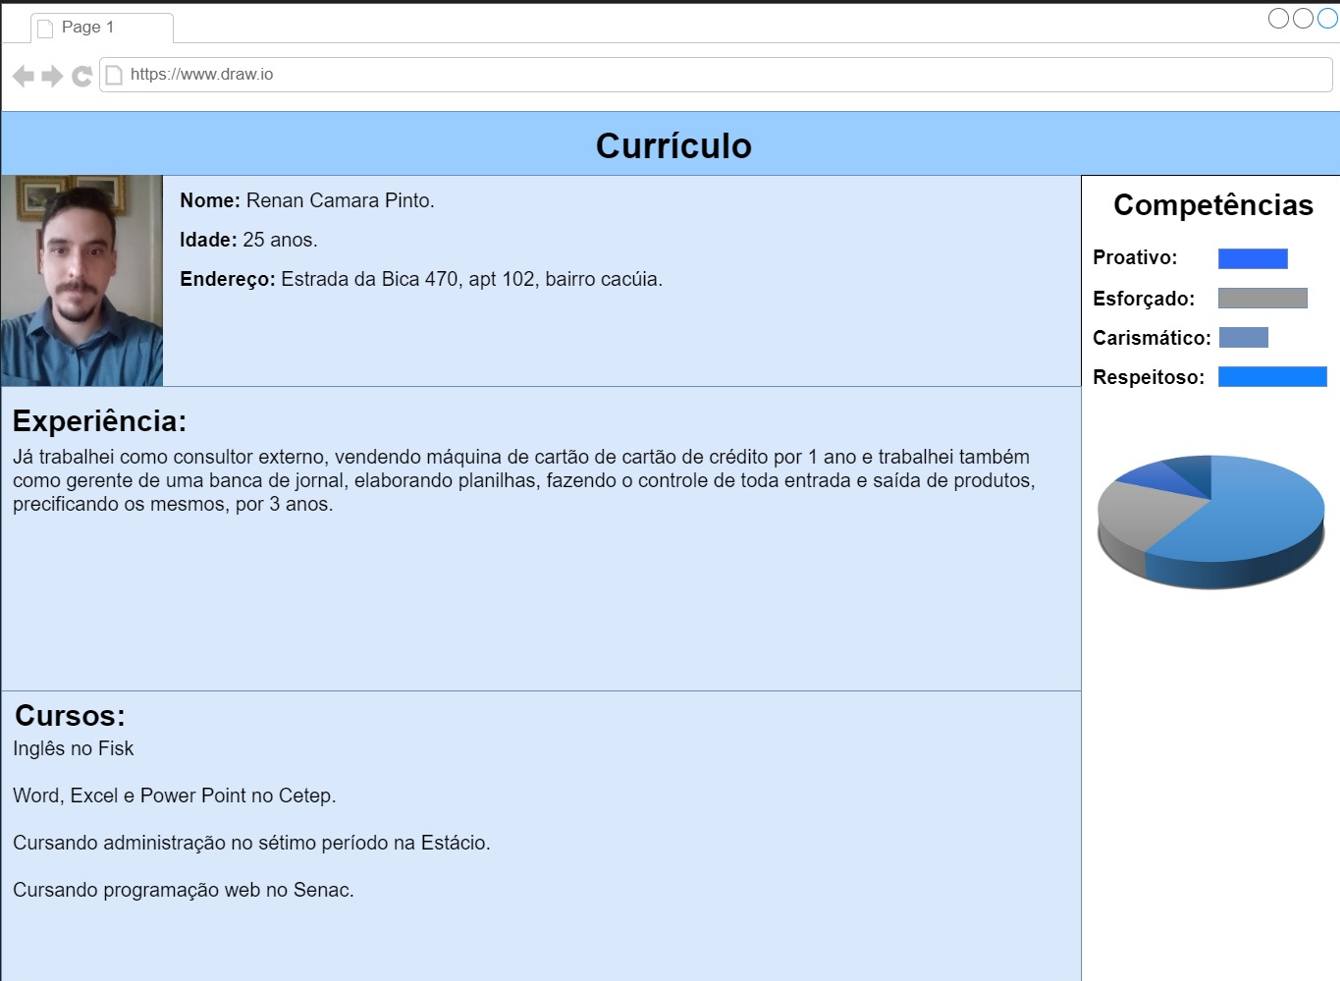 Page 1
https://www.draw.io
Currículo
Nome: Renan Camara Pinto.
Idade: 25 anos.
Endereço: Estrada da Bica 470, apt 102, bairro cacúia.
Competências
Proativo:
Esforçado:
Carismático:
Respeitoso:
Experiência:
Já trabalhei como consultor externo, vendendo máquina de cartão de cartão de crédito por 1 ano e trabalhei também
como gerente de uma banca de jornal, elaborando planilhas, fazendo o controle de toda entrada e saída de produtos,
precificando os mesmos, por 3 anos.
Cursos:
Inglês no Fisk
Word, Excel e Power Point no Cetep.
Cursando administração no sétimo período na Estácio.
Cursando programação web no Senac.